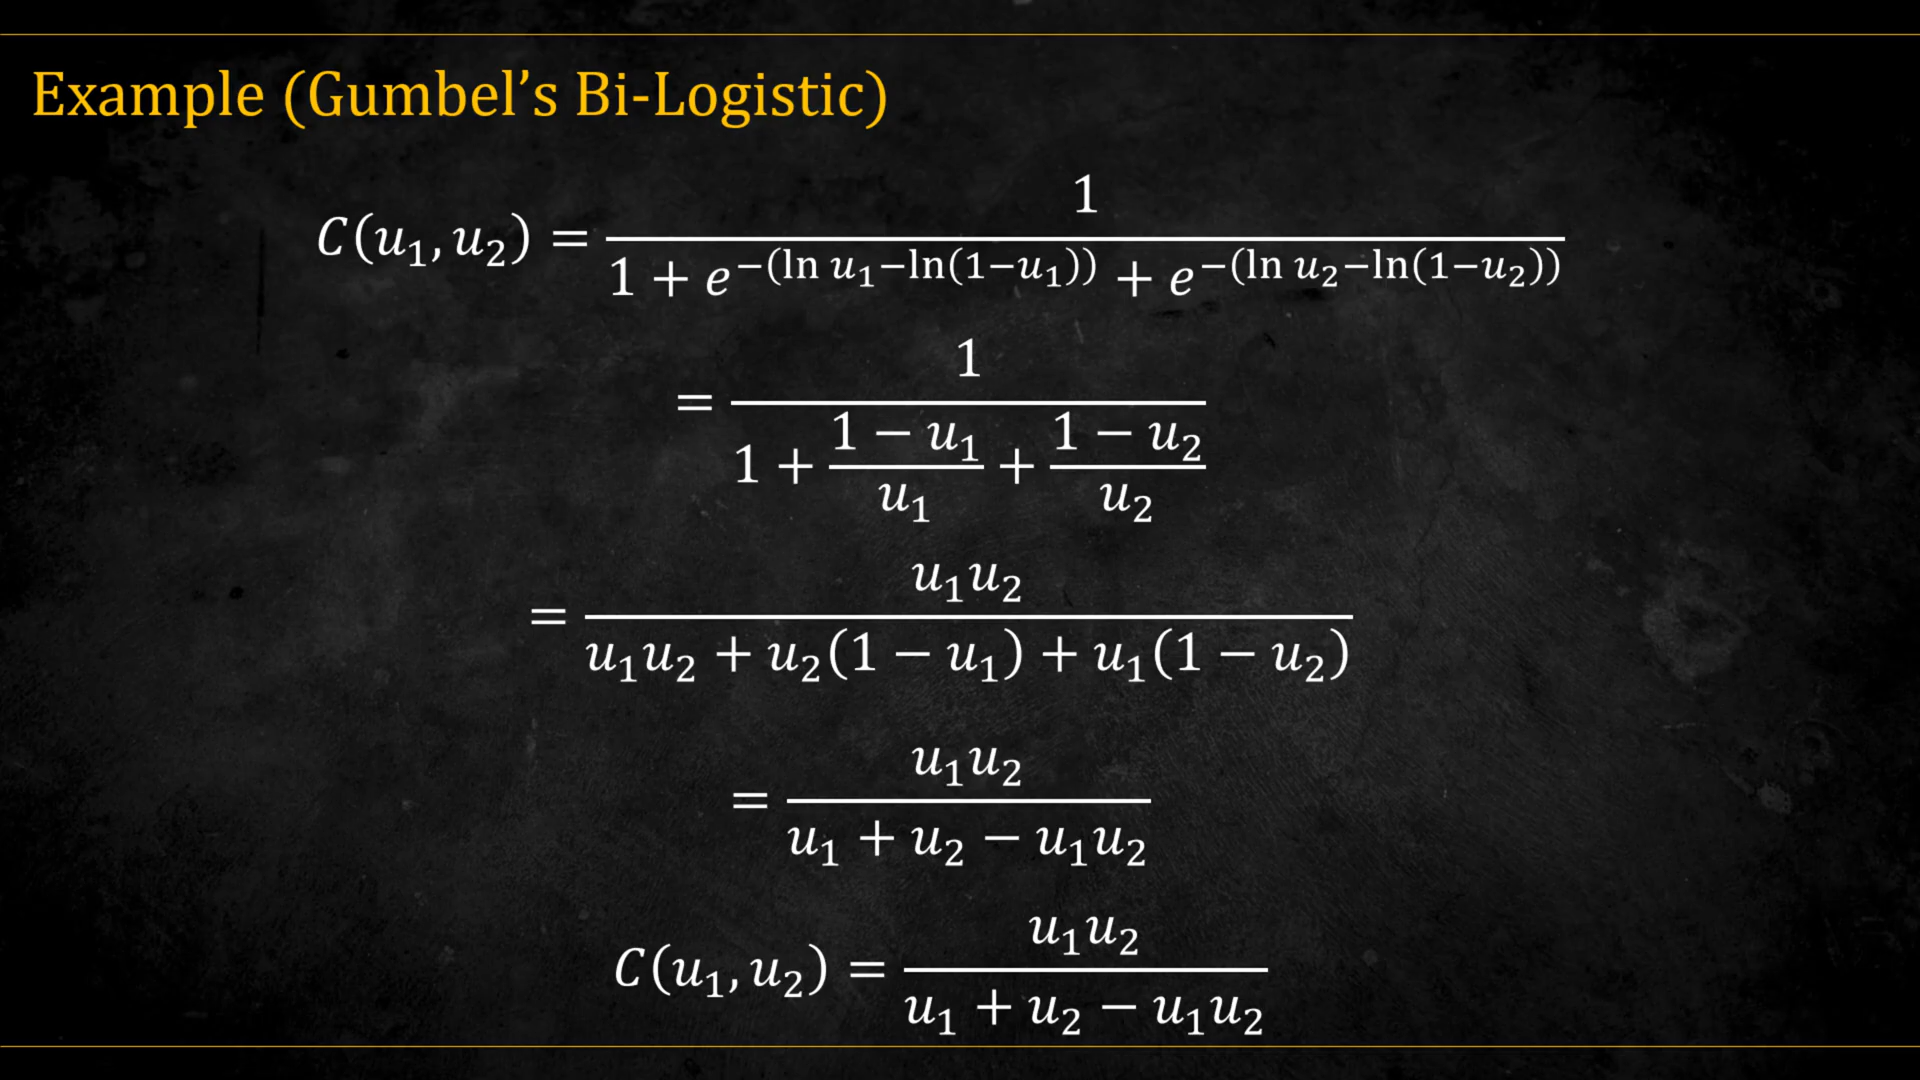 Example (Gumbel’s Bi-Logistic)
C(u₁, u₂) = 1 / (1 + e^(−(ln u₁−ln(1−u₁))) + e^(−(ln u₂−ln(1−u₂))))
= 1 / (1 + (1 − u₁)/u₁ + (1 − u₂)/u₂)
= u₁u₂ / (u₁u₂ + u₂(1 − u₁) + u₁(1 − u₂))
= u₁u₂ / (u₁ + u₂ − u₁u₂)
C(u₁, u₂) = u₁u₂ / (u₁ + u₂ − u₁u₂)